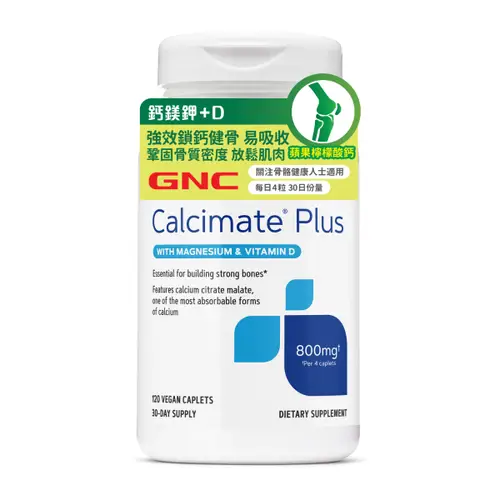 鈣鎂鉀+D
強效鎖鈣健骨 易吸收
鞏固骨質密度 放鬆肌肉
蘋果檸檬酸鈣
GNC
關注骨骼健康人士適用
每日4粒 30日份量
Calcimate® Plus
WITH MAGNESIUM & VITAMIN D
Essential for building strong bones*
Features calcium citrate malate,
one of the most absorbable forms
of calcium
800mg†
†Per 4 caplets
120 VEGAN CAPLETS
30-DAY SUPPLY
DIETARY SUPPLEMENT